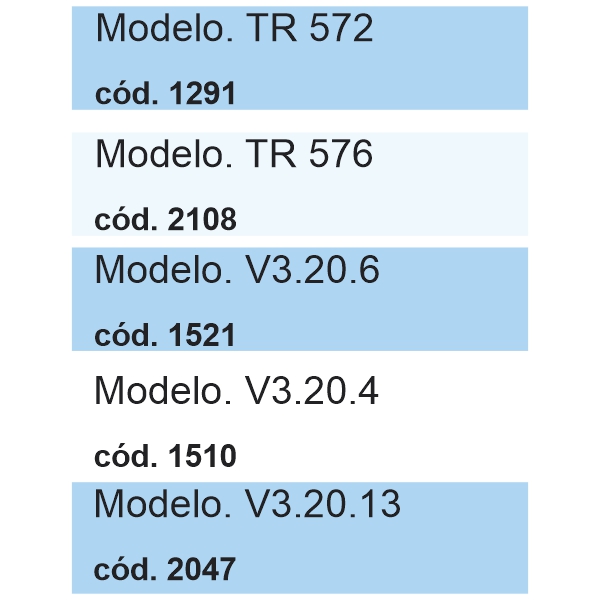 Modelo. TR 572
cód. 1291
Modelo. TR 576
cód. 2108
Modelo. V3.20.6
cód. 1521
Modelo. V3.20.4
cód. 1510
Modelo. V3.20.13
cód. 2047